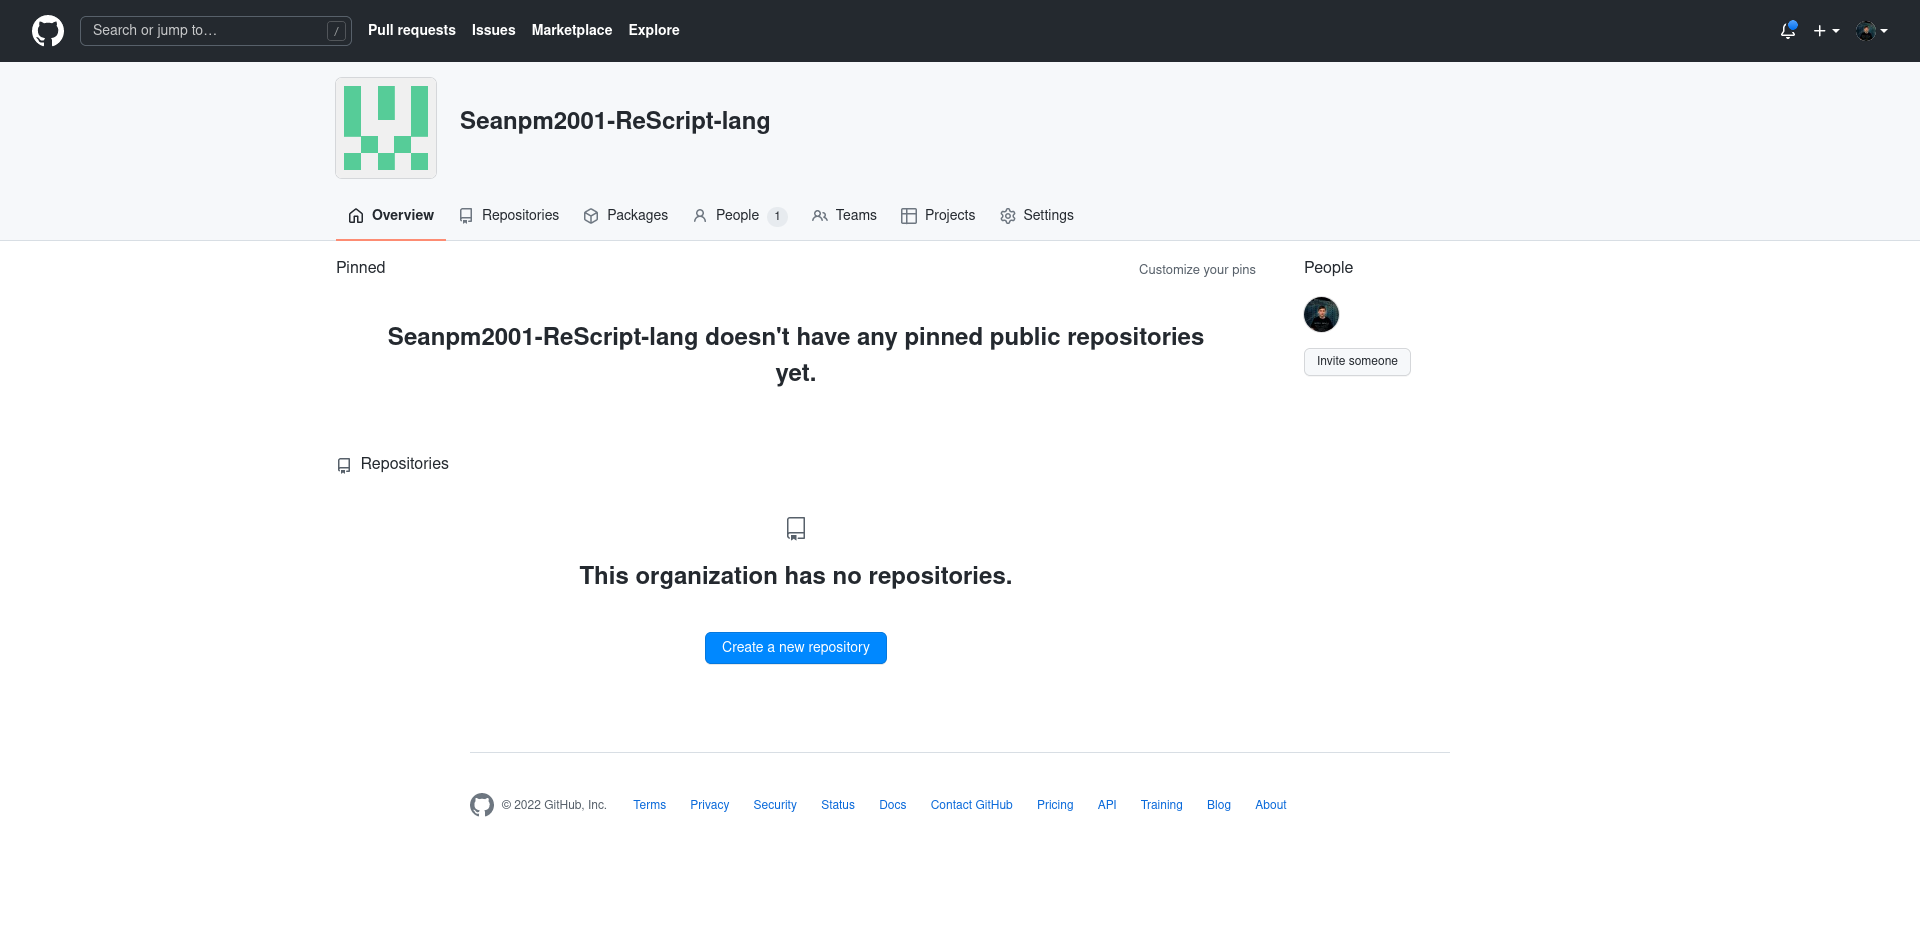 Search or jump to… /
Pull requests
Issues
Marketplace
Explore
Seanpm2001-ReScript-lang
Overview
Repositories
Packages
People 1
Teams
Projects
Settings
Pinned
Customize your pins
Seanpm2001-ReScript-lang doesn't have any pinned public repositories
yet.
People
Invite someone
Repositories
This organization has no repositories.
Create a new repository
© 2022 GitHub, Inc.
Terms
Privacy
Security
Status
Docs
Contact GitHub
Pricing
API
Training
Blog
About